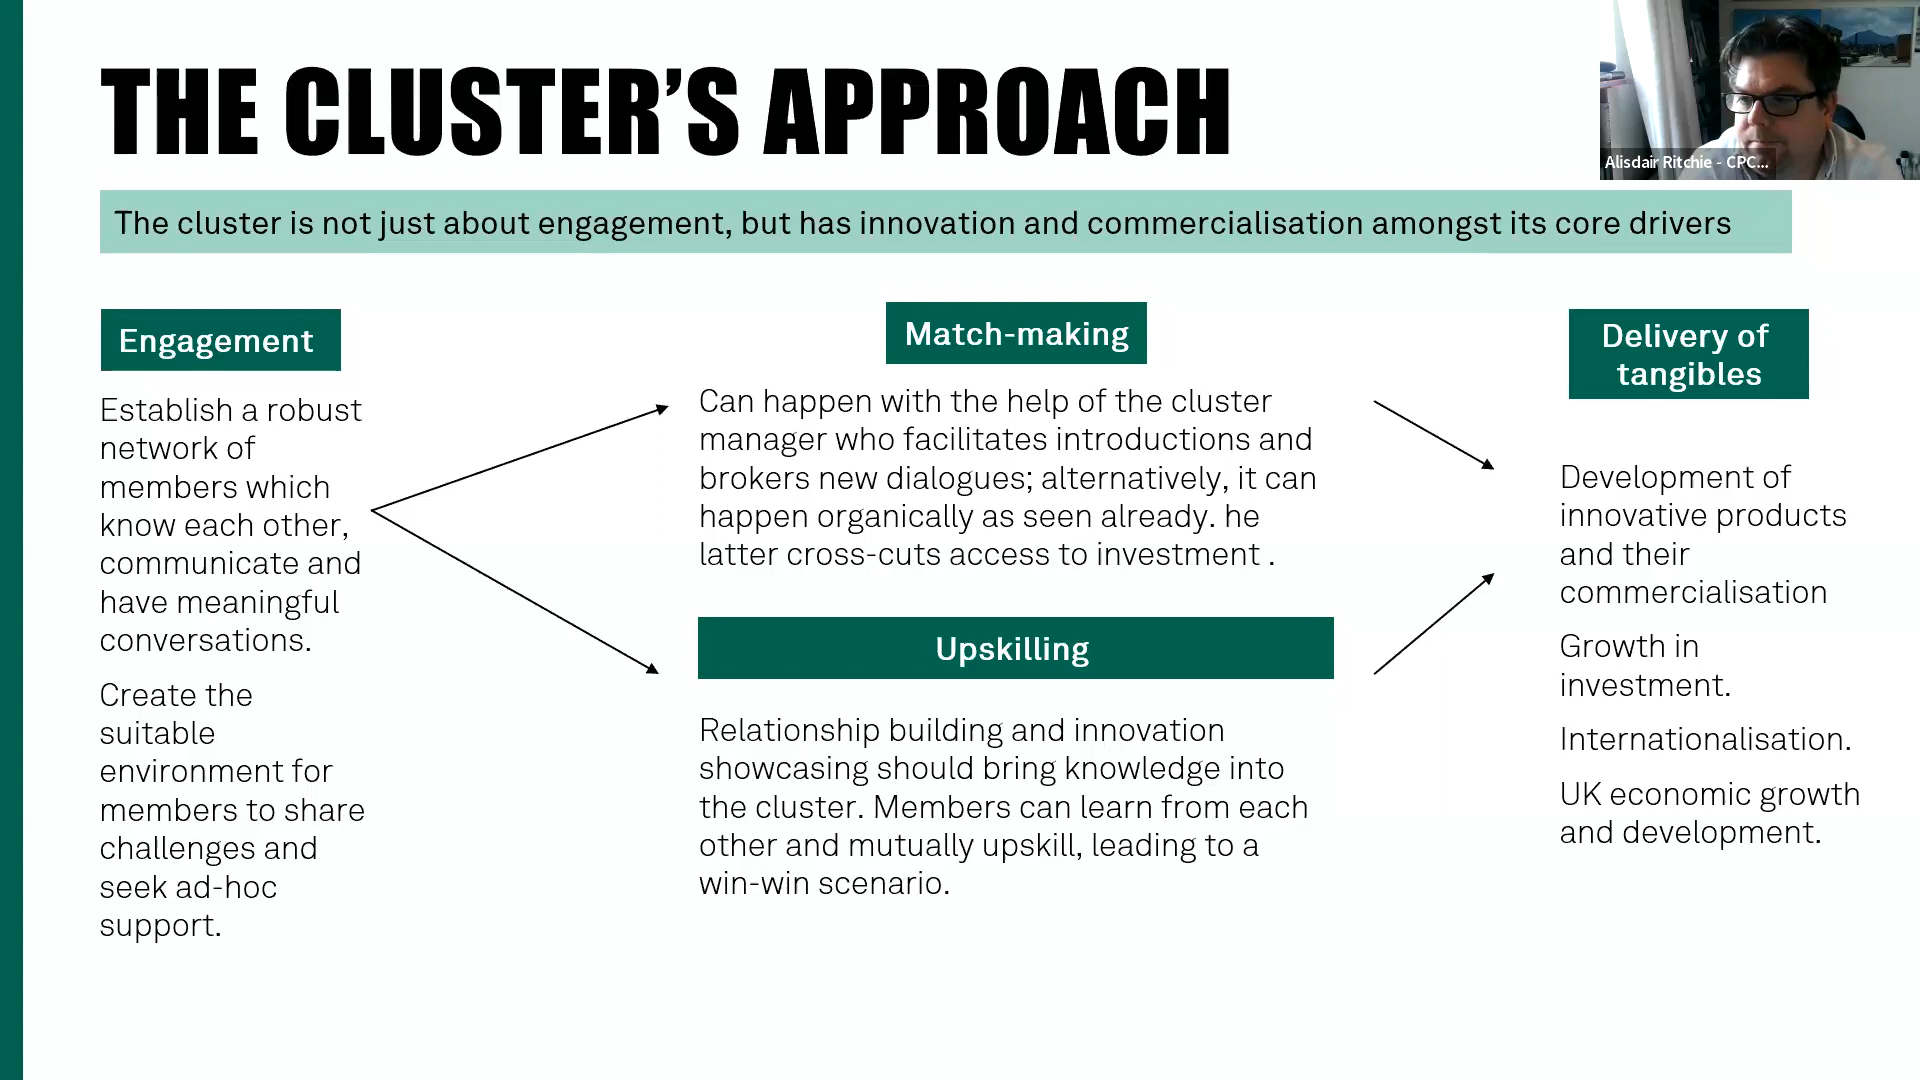 THE CLUSTER’S APPROACH
Alisdair Ritchie - CPC...
The cluster is not just about engagement, but has innovation and commercialisation amongst its core drivers
Engagement
Establish a robust
network of
members which
know each other,
communicate and
have meaningful
conversations.
Create the
suitable
environment for
members to share
challenges and
seek ad-hoc
support.
Match-making
Can happen with the help of the cluster
manager who facilitates introductions and
brokers new dialogues; alternatively, it can
happen organically as seen already. he
latter cross-cuts access to investment .
Upskilling
Relationship building and innovation
showcasing should bring knowledge into
the cluster. Members can learn from each
other and mutually upskill, leading to a
win-win scenario.
Delivery of
tangibles
Development of
innovative products
and their
commercialisation
Growth in
investment.
Internationalisation.
UK economic growth
and development.